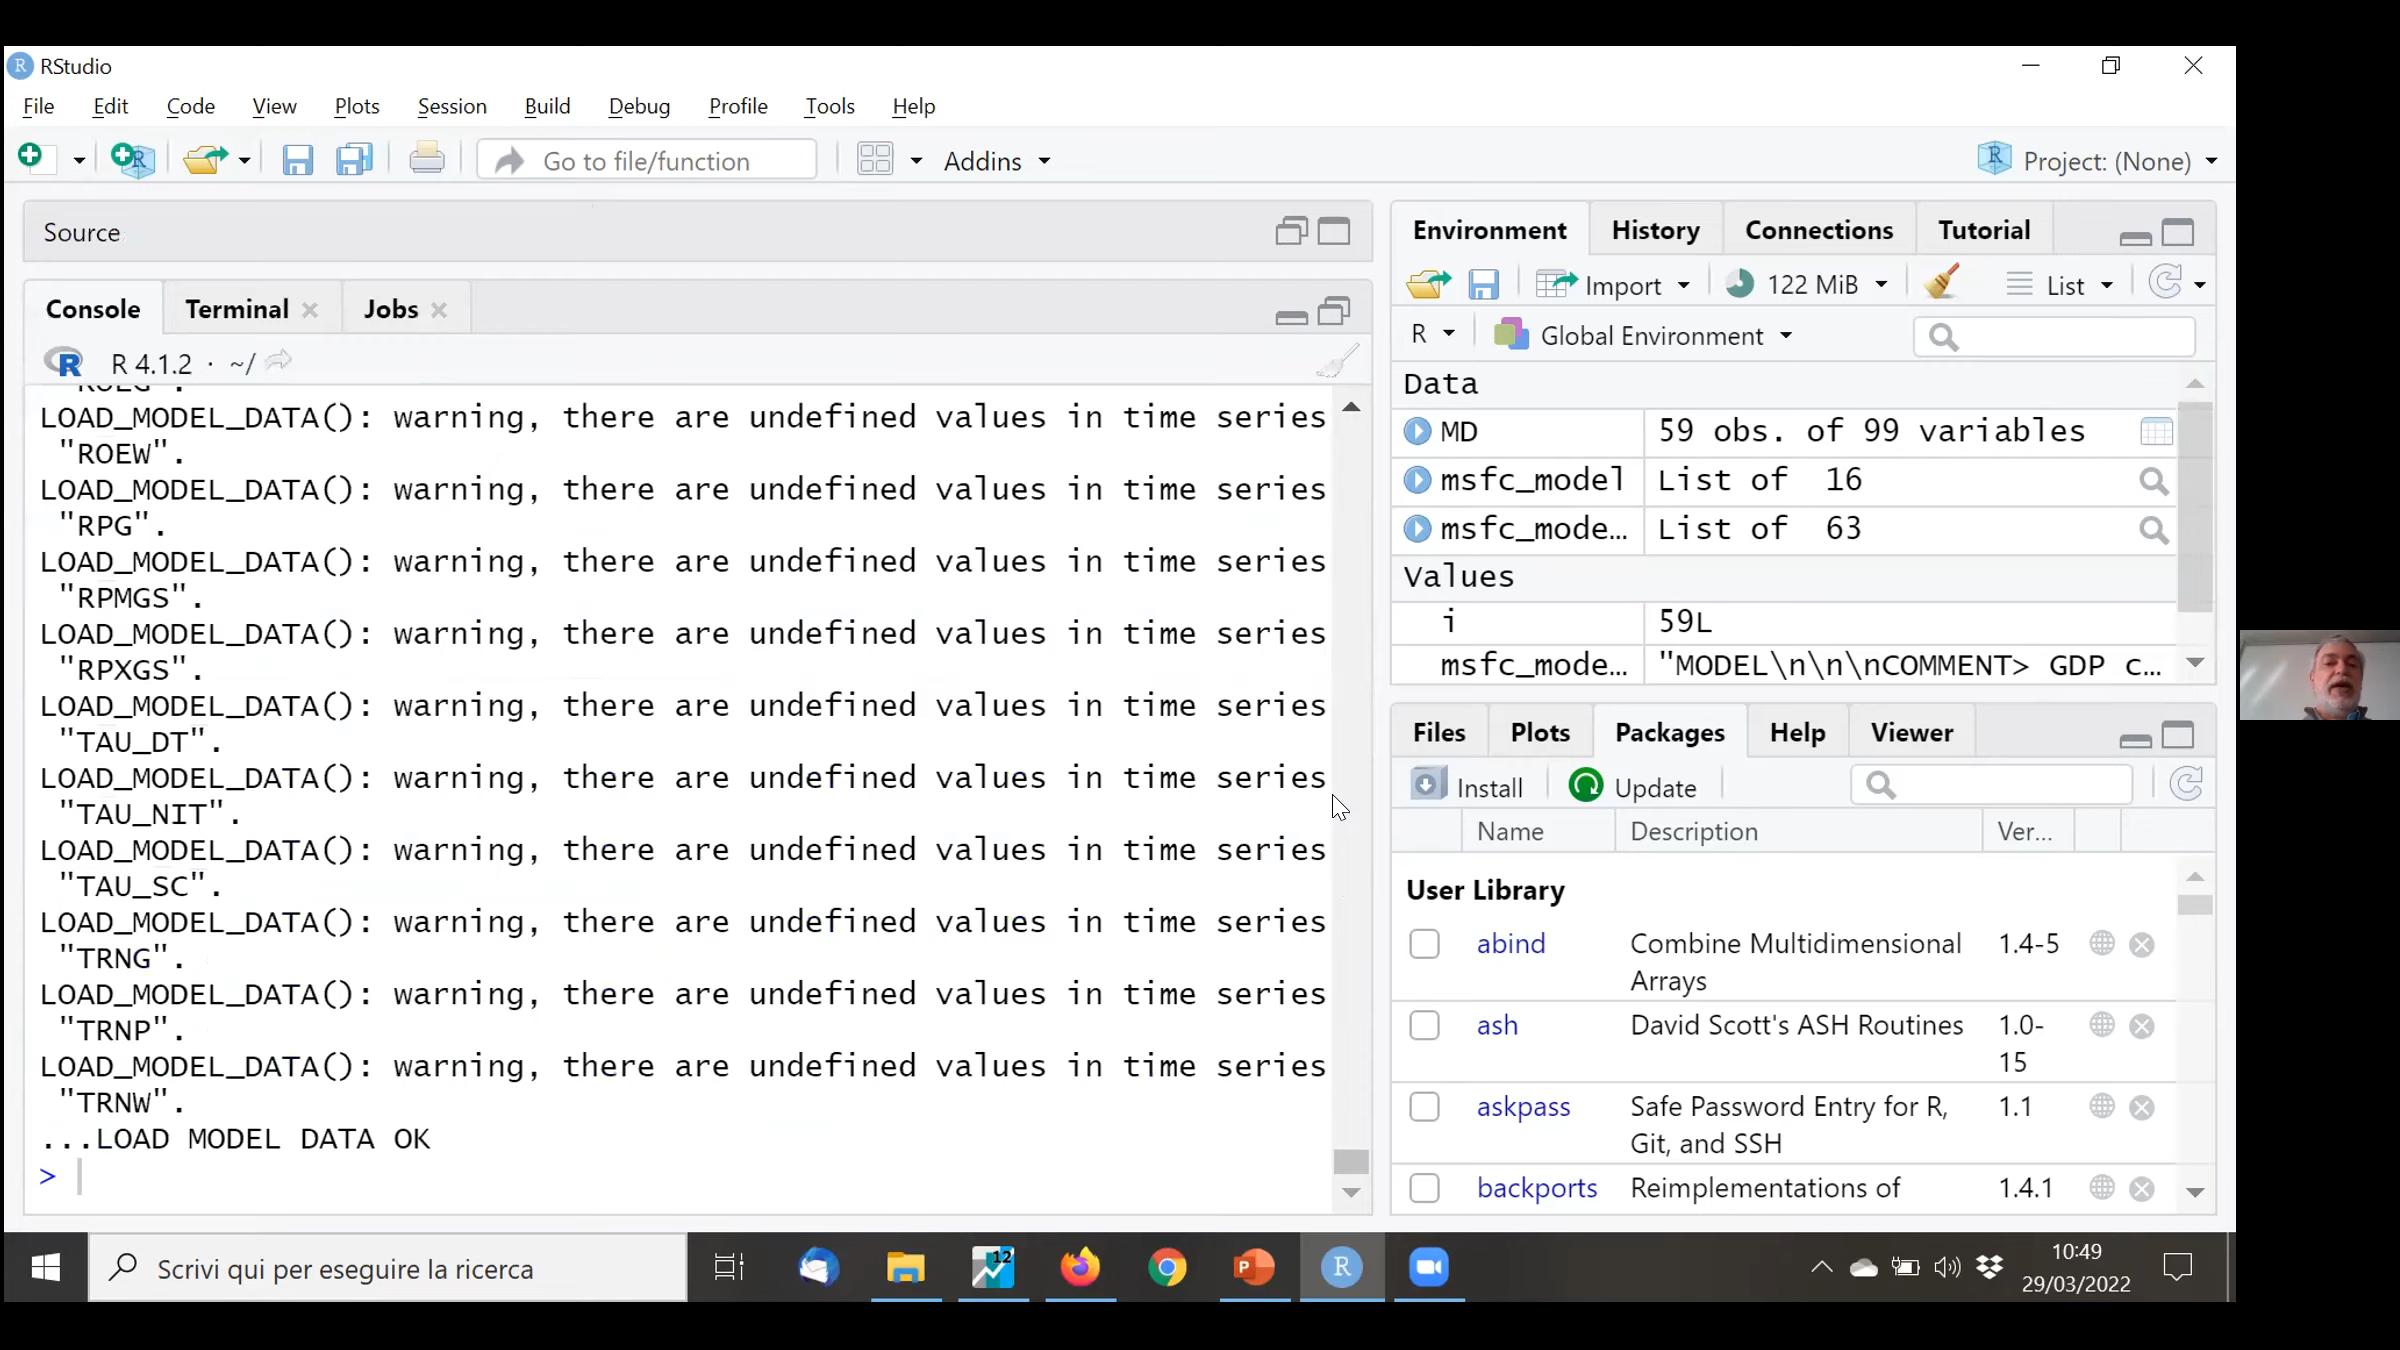 RStudio
File Edit Code View Plots Session Build Debug Profile Tools Help
Go to file/function Addins Project: (None)
Source
Console Terminal Jobs
R 4.1.2 · ~/
"ROEG".
LOAD_MODEL_DATA(): warning, there are undefined values in time series
"ROEW".
LOAD_MODEL_DATA(): warning, there are undefined values in time series
"RPG".
LOAD_MODEL_DATA(): warning, there are undefined values in time series
"RPMGS".
LOAD_MODEL_DATA(): warning, there are undefined values in time series
"RPXGS".
LOAD_MODEL_DATA(): warning, there are undefined values in time series
"TAU_DT".
LOAD_MODEL_DATA(): warning, there are undefined values in time series
"TAU_NIT".
LOAD_MODEL_DATA(): warning, there are undefined values in time series
"TAU_SC".
LOAD_MODEL_DATA(): warning, there are undefined values in time series
"TRNG".
LOAD_MODEL_DATA(): warning, there are undefined values in time series
"TRNP".
LOAD_MODEL_DATA(): warning, there are undefined values in time series
"TRNW".
...LOAD MODEL DATA OK
>
Environment History Connections Tutorial
Import 122 MiB List
R Global Environment
Data
MD 59 obs. of 99 variables
msfc_model List of 16
msfc_mode... List of 63
Values
i 59L
msfc_mode... "MODEL\n\n\nCOMMENT> GDP c...
Files Plots Packages Help Viewer
Install Update
Name Description Ver...
User Library
abind Combine Multidimensional 1.4-5
Arrays
ash David Scott's ASH Routines 1.0-
15
askpass Safe Password Entry for R, 1.1
Git, and SSH
backports Reimplementations of 1.4.1
Scrivi qui per eseguire la ricerca
12
10:49
29/03/2022